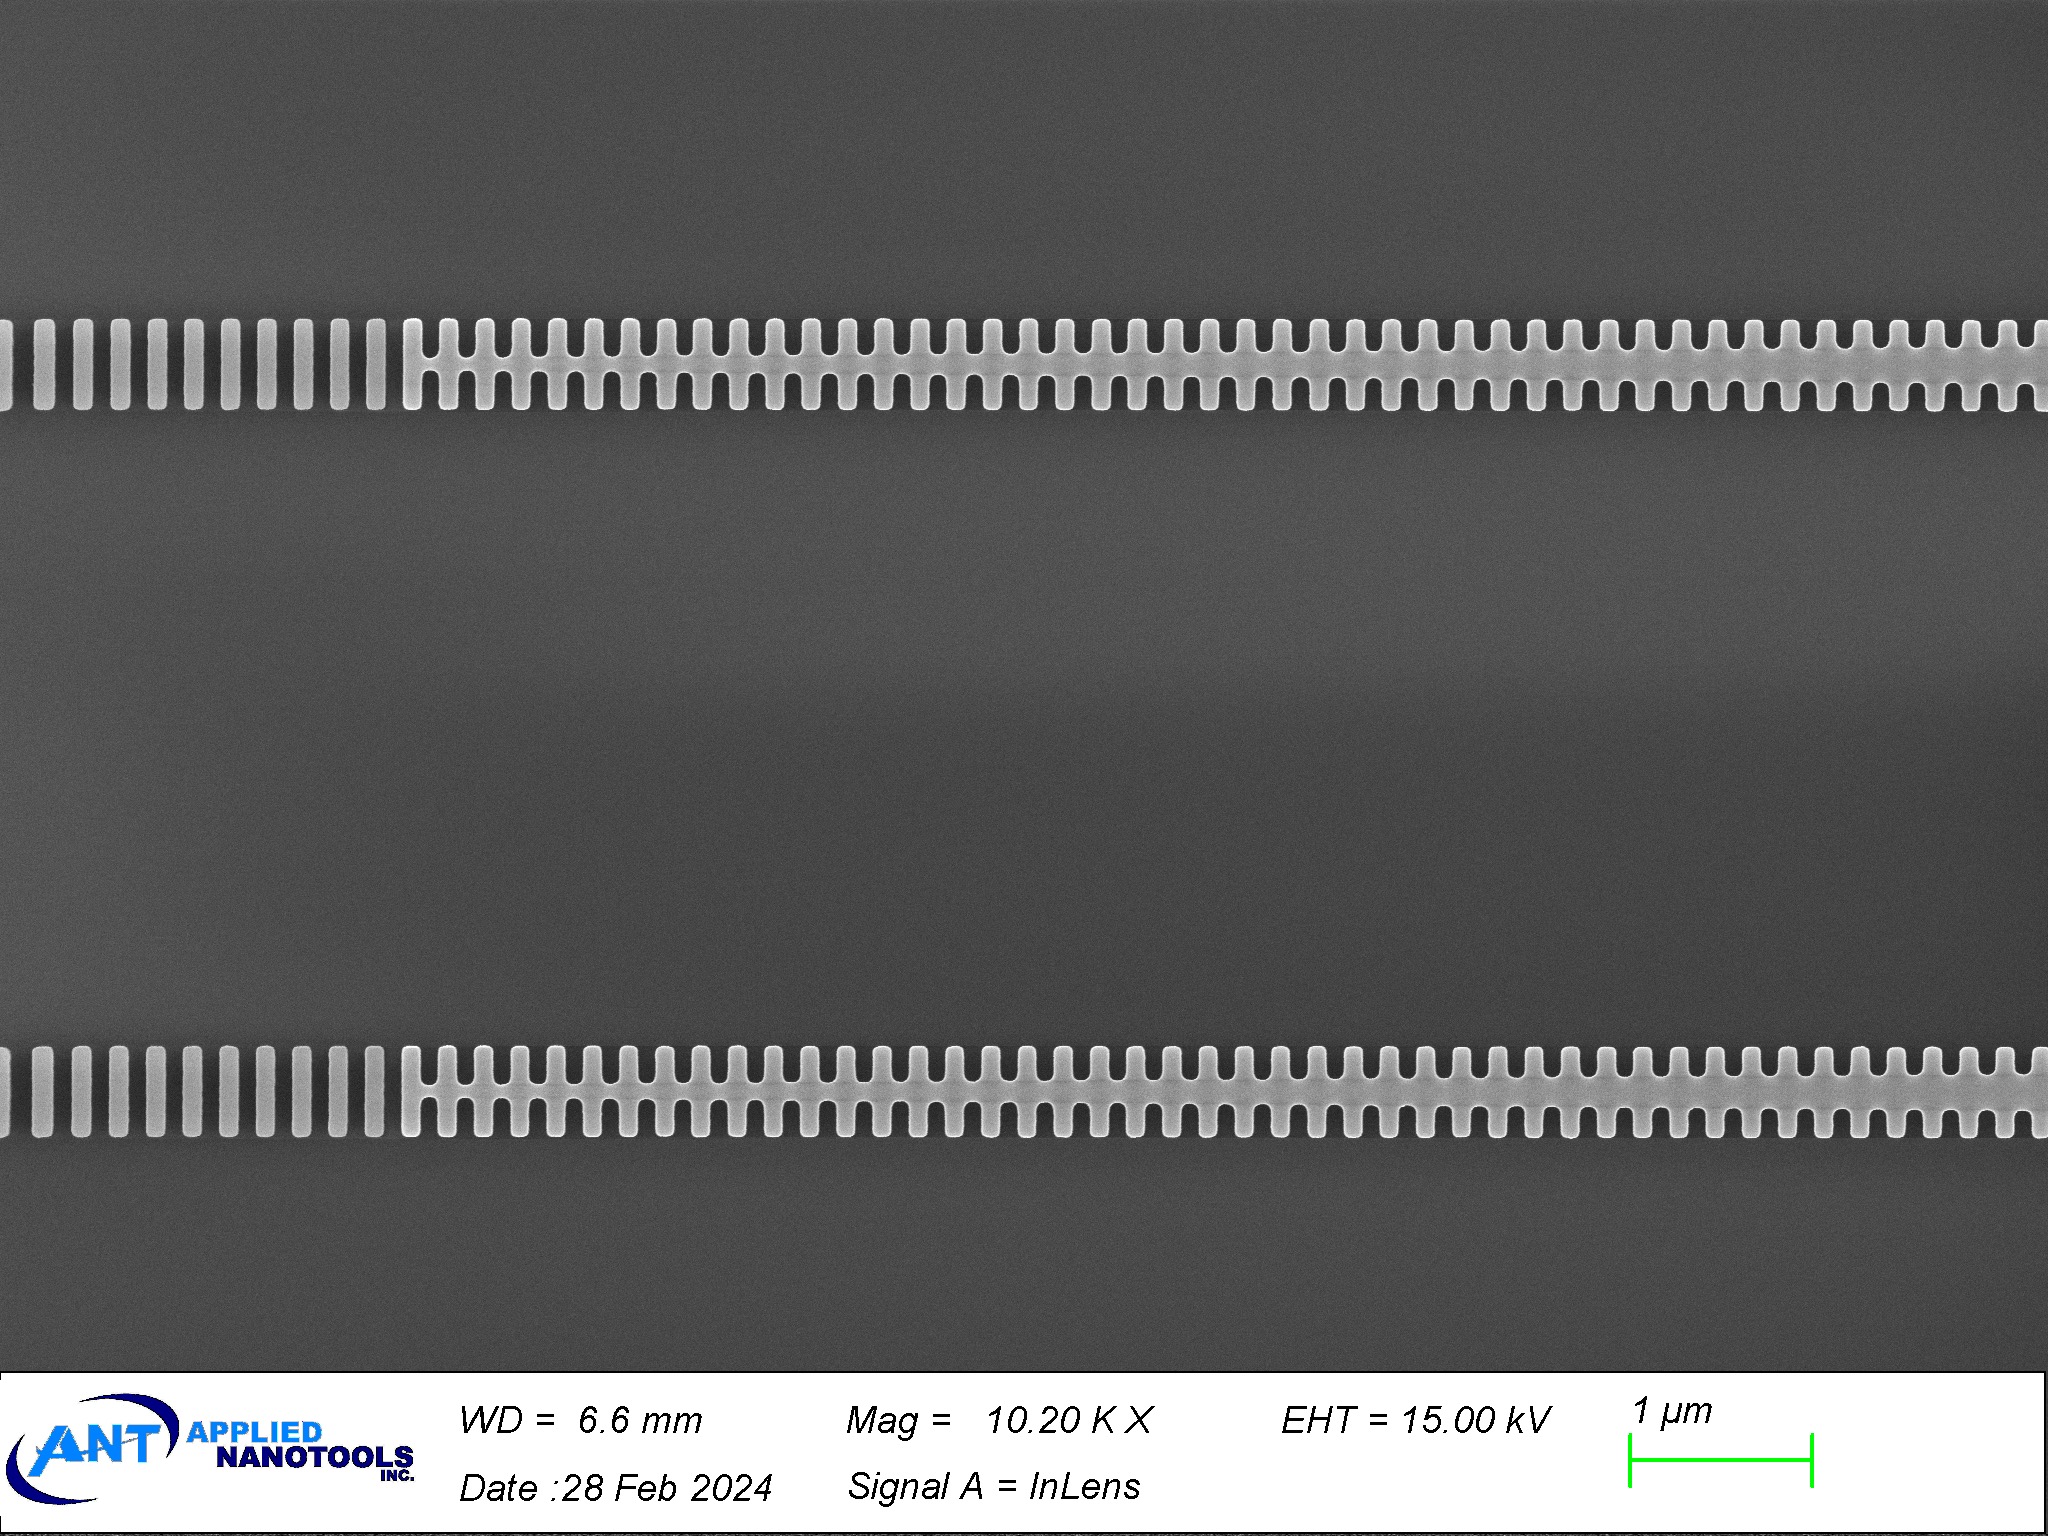 ANT APPLIED
NANOTOOLS
INC.
WD = 6.6 mm Mag = 10.20 K X EHT = 15.00 kV 1 µm
Date :28 Feb 2024 Signal A = InLens